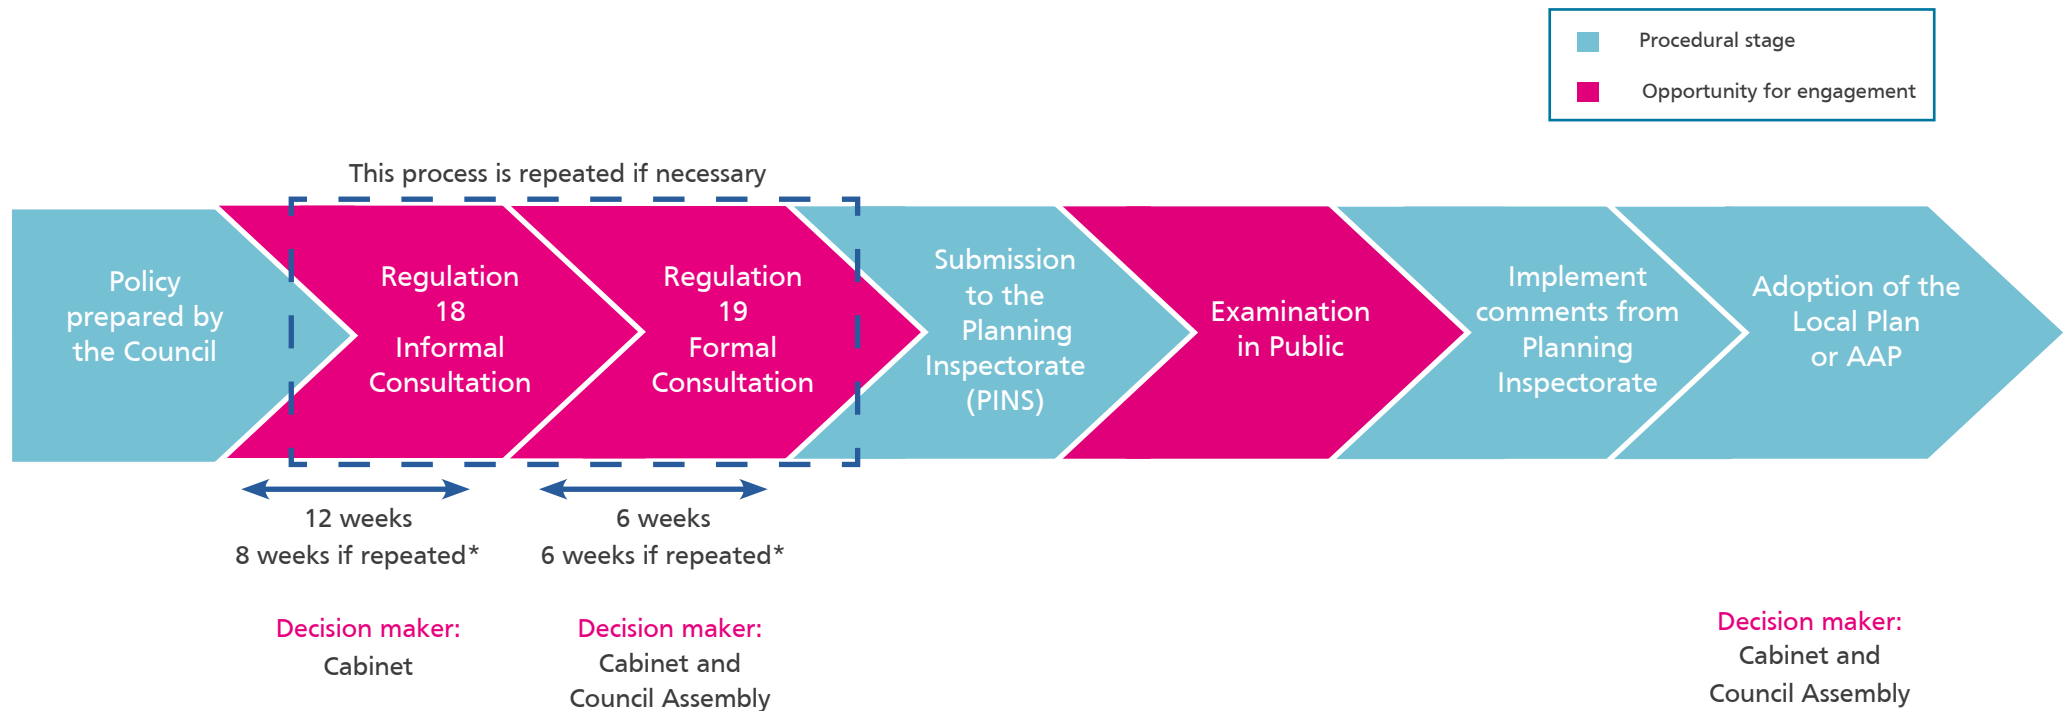 Procedural stage
Opportunity for engagement
This process is repeated if necessary
Policy
prepared by
the Council
Regulation
18
Informal
Consultation
Regulation
19
Formal
Consultation
Submission
to the
Planning
Inspectorate
(PINS)
Examination
in Public
Implement
comments from
Planning
Inspectorate
Adoption of the
Local Plan
or AAP
12 weeks
8 weeks if repeated*
6 weeks
6 weeks if repeated*
Decision maker:
Cabinet
Decision maker:
Cabinet and
Council Assembly
Decision maker:
Cabinet and
Council Assembly